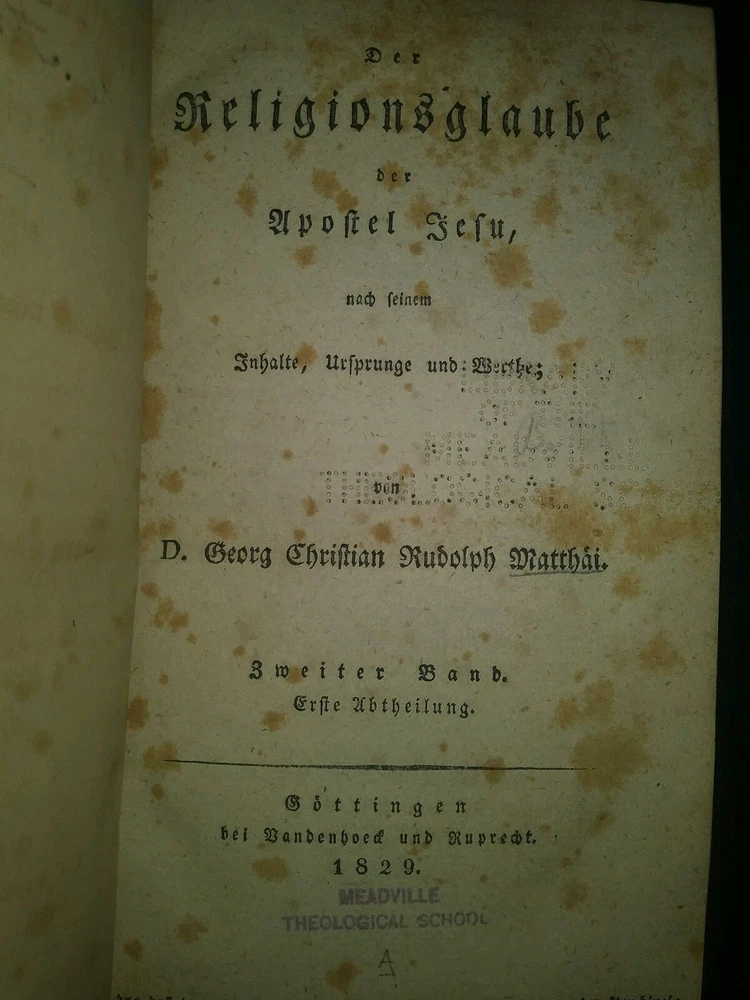 Der
Religionsglaube
der
Apostel Jesu,
nach seinem
Inhalte, Ursprunge und Werthe;
von
D. Georg Christian Rudolph Matthäi.
Zweiter Band.
Erste Abtheilung.
Göttingen
bei Vandenhoeck und Ruprecht.
1829.
MEADVILLE
THEOLOGICAL SCHOOL
A